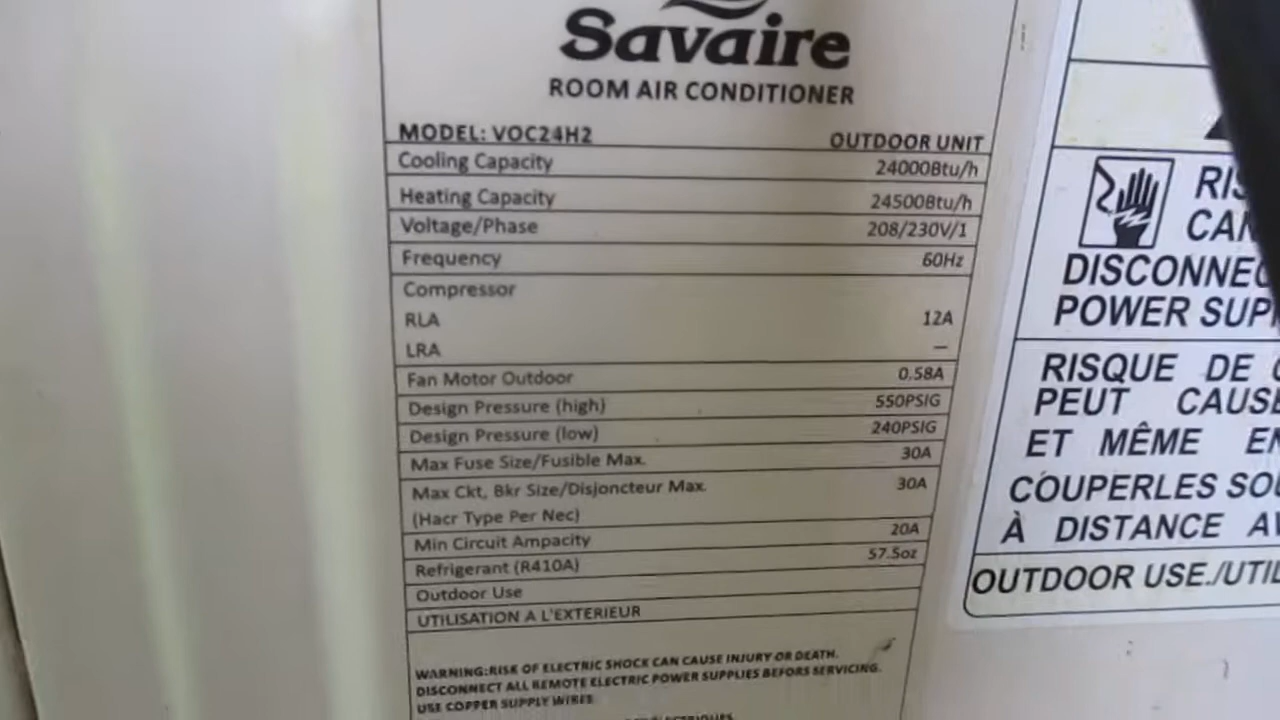 Savaire
ROOM AIR CONDITIONER
MODEL: VOC24H2 OUTDOOR UNIT
Cooling Capacity 24000Btu/h
Heating Capacity 24500Btu/h
Voltage/Phase 208/230V/1
Frequency 60Hz
Compressor
RLA 12A
LRA —
Fan Motor Outdoor 0.58A
Design Pressure (high) 550PSIG
Design Pressure (low) 240PSIG
Max Fuse Size/Fusible Max. 30A
Max Ckt, Bkr Size/Disjoncteur Max. 30A
(Hacr Type Per Nec)
Min Circuit Ampacity 20A
Refrigerant (R410A) 57.5oz
Outdoor Use
UTILISATION A L'EXTERIEUR
WARNING:RISK OF ELECTRIC SHOCK CAN CAUSE INJURY OR DEATH.
DISCONNECT ALL REMOTE ELECTRIC POWER SUPPLIES BEFORS SERVICING.
USE COPPER SUPPLY WIRES
RIS
CAN
DISCONNEC
POWER SUPP
RISQUE DE
PEUT CAUSE
ET MÊME EN
COUPERLES SOU
À DISTANCE AV
OUTDOOR USE./UTIL